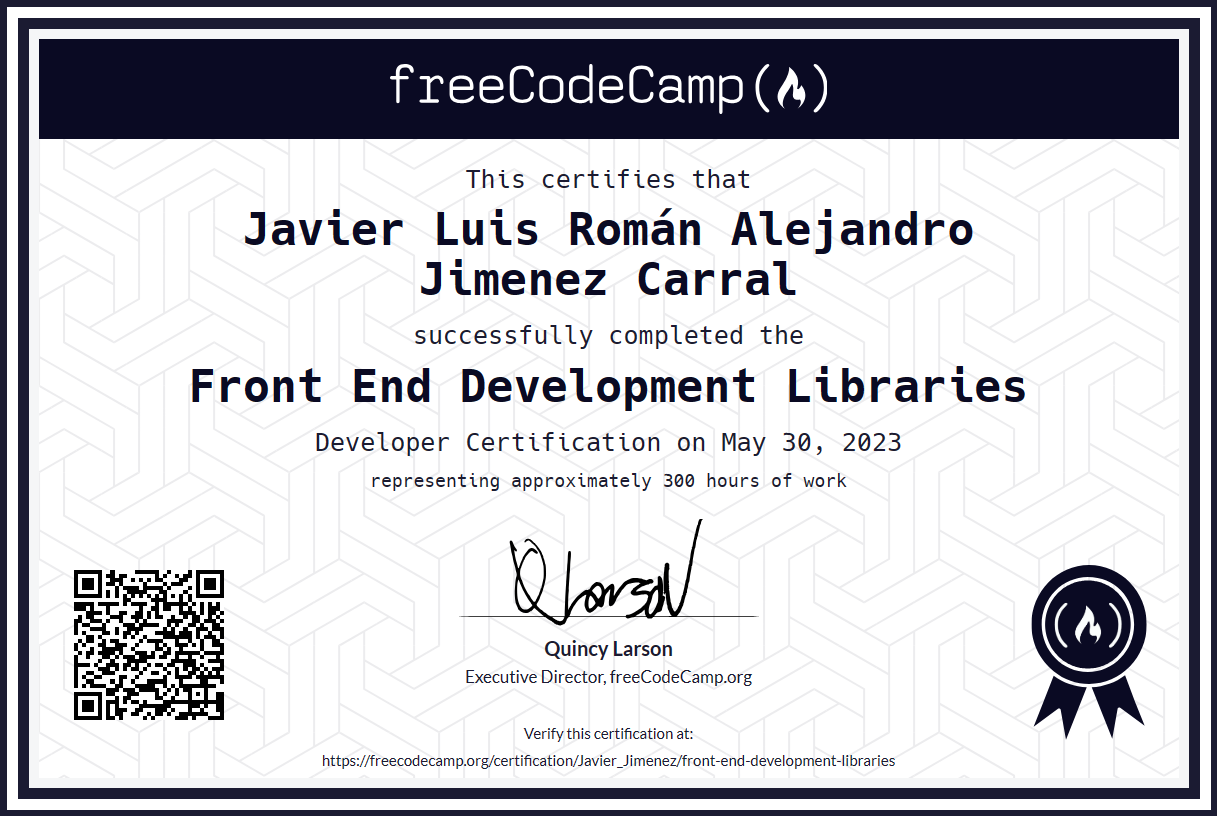 freeCodeCamp
This certifies that
Javier Luis Román Alejandro
Jimenez Carral
successfully completed the
Front End Development Libraries
Developer Certification on May 30, 2023
representing approximately 300 hours of work
Q Larson
Quincy Larson
Executive Director, freeCodeCamp.org
Verify this certification at:
https://freecodecamp.org/certification/Javier_Jimenez/front-end-development-libraries